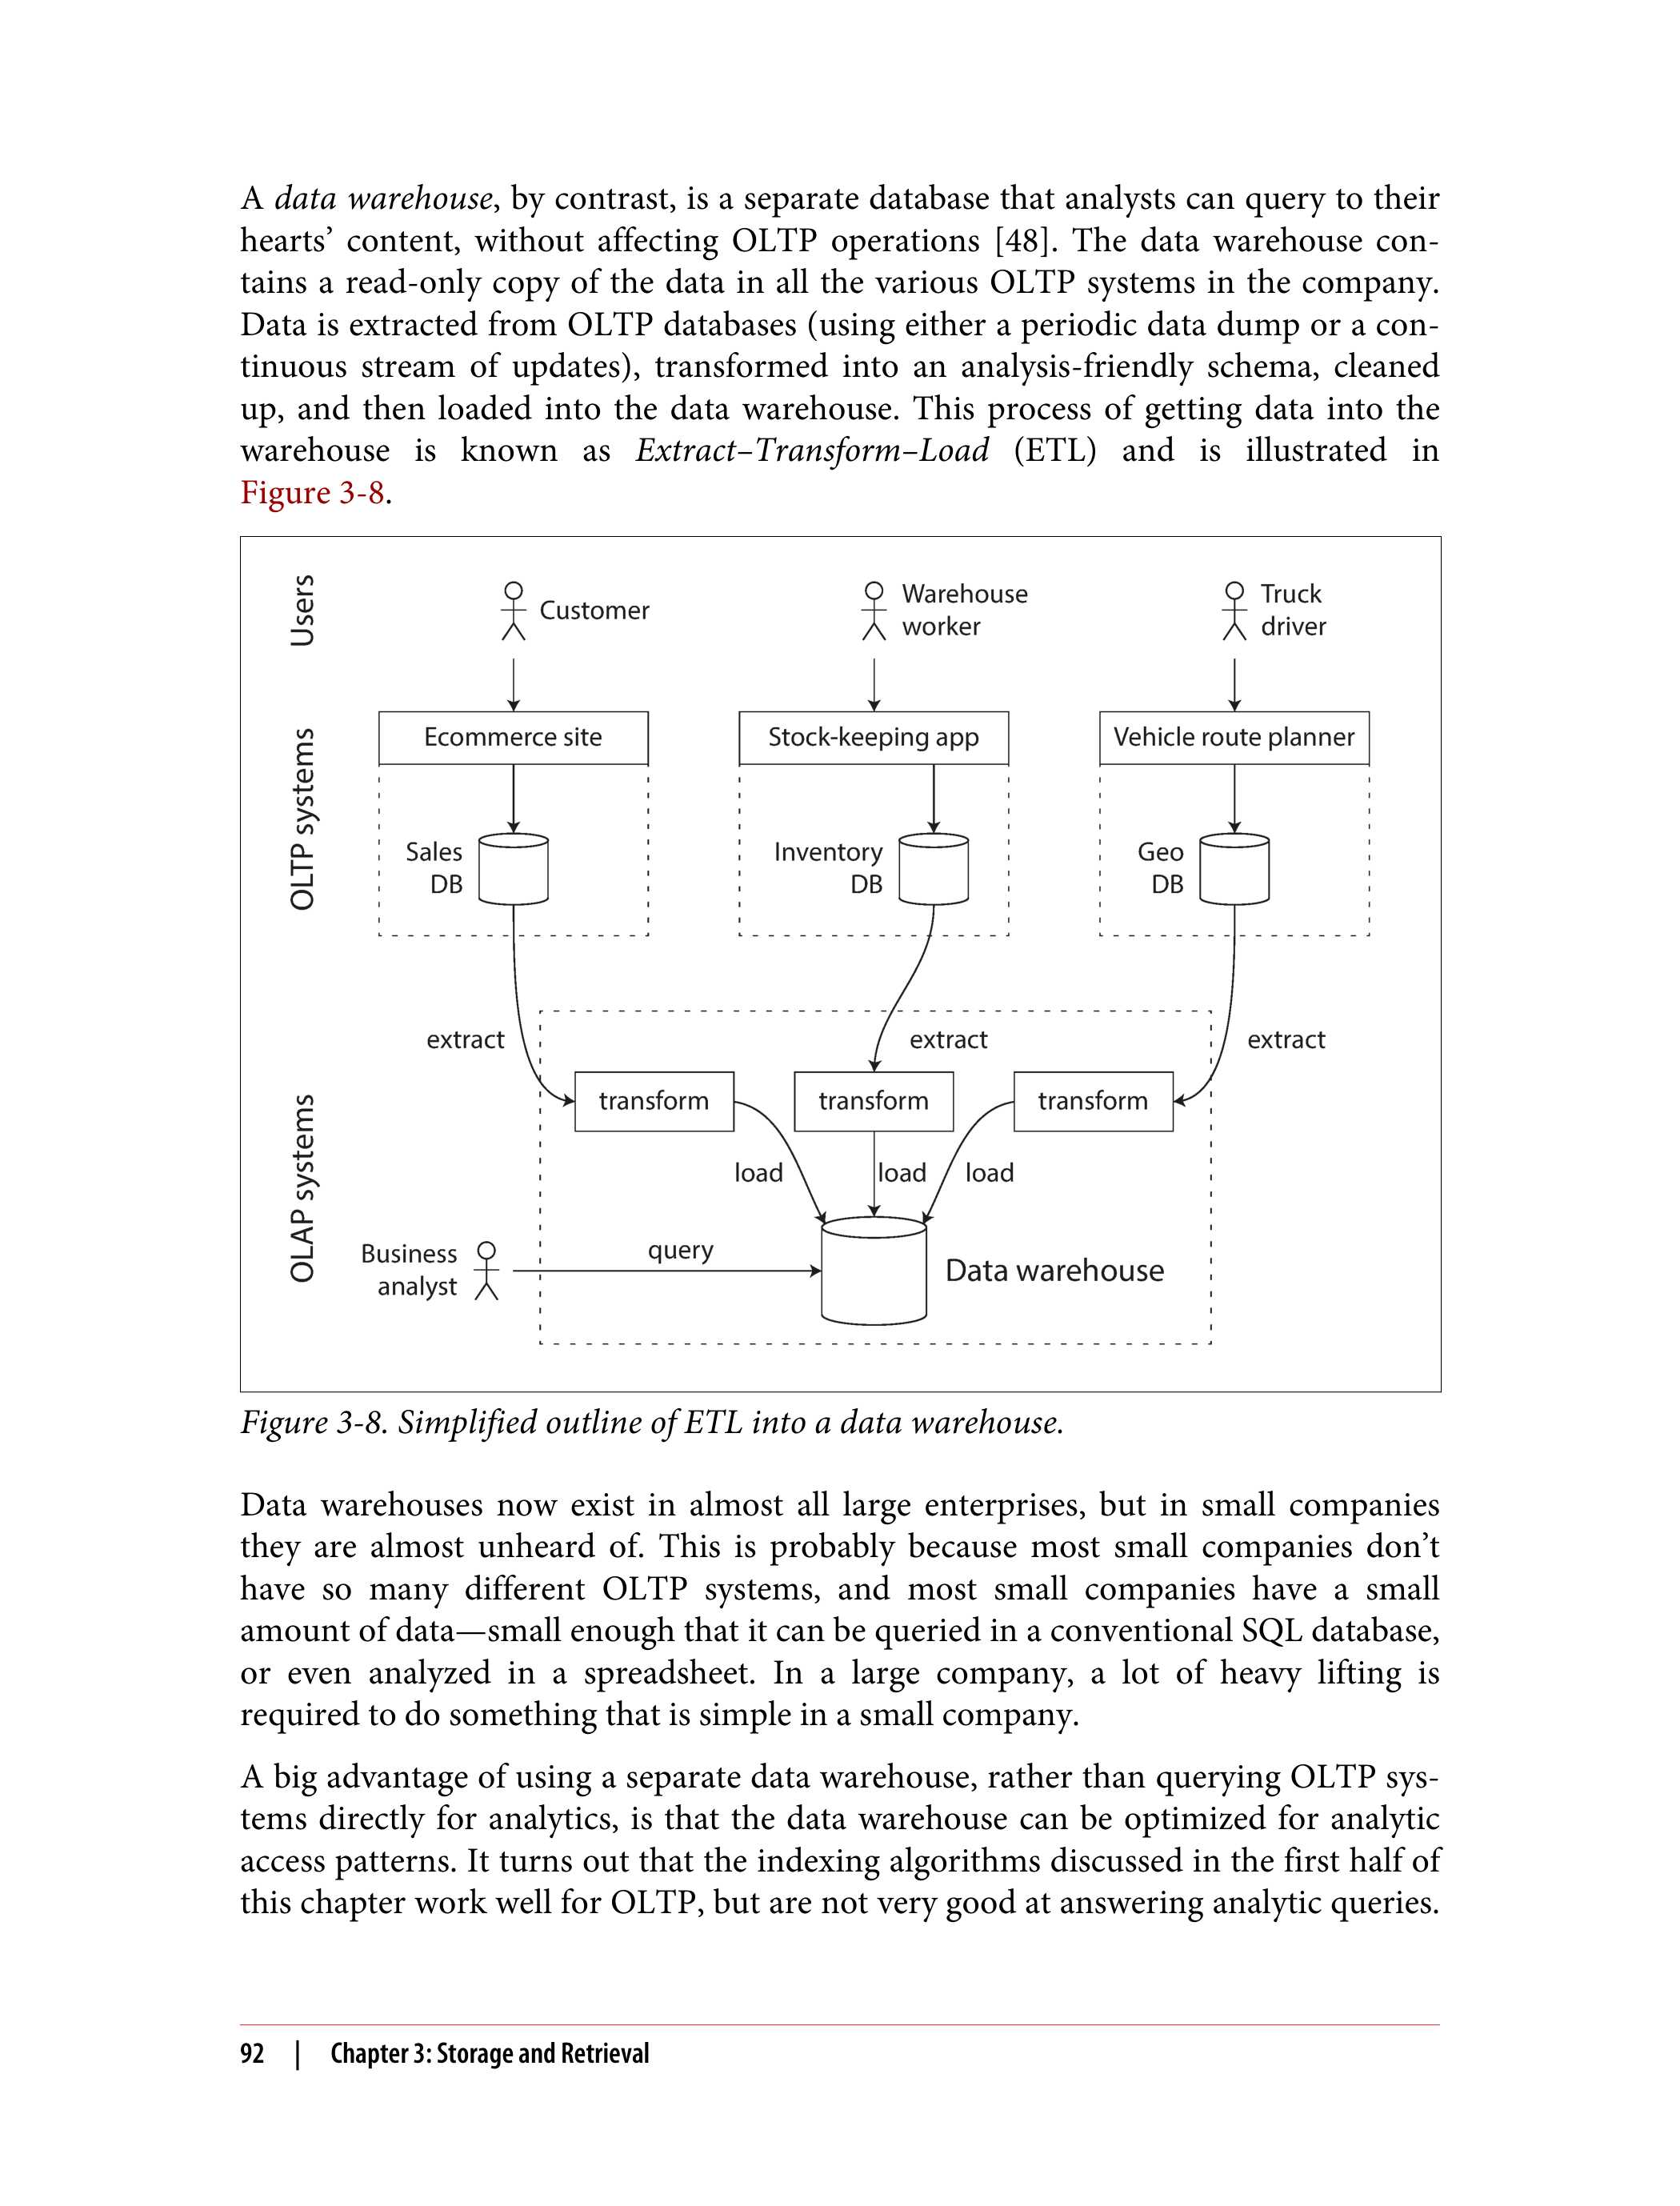 A data warehouse, by contrast, is a separate database that analysts can query to their
hearts’ content, without affecting OLTP operations [48]. The data warehouse con-
tains a read-only copy of the data in all the various OLTP systems in the company.
Data is extracted from OLTP databases (using either a periodic data dump or a con-
tinuous stream of updates), transformed into an analysis-friendly schema, cleaned
up, and then loaded into the data warehouse. This process of getting data into the
warehouse is known as Extract–Transform–Load (ETL) and is illustrated in
Figure 3-8.
Users
Customer
Warehouse
worker
Truck
driver
OLTP systems
Ecommerce site
Stock-keeping app
Vehicle route planner
Sales
DB
Inventory
DB
Geo
DB
extract
extract
extract
OLAP systems
transform
transform
transform
load
load
load
Business
analyst
query
Data warehouse
Figure 3-8. Simplified outline of ETL into a data warehouse.
Data warehouses now exist in almost all large enterprises, but in small companies
they are almost unheard of. This is probably because most small companies don’t
have so many different OLTP systems, and most small companies have a small
amount of data—small enough that it can be queried in a conventional SQL database,
or even analyzed in a spreadsheet. In a large company, a lot of heavy lifting is
required to do something that is simple in a small company.
A big advantage of using a separate data warehouse, rather than querying OLTP sys-
tems directly for analytics, is that the data warehouse can be optimized for analytic
access patterns. It turns out that the indexing algorithms discussed in the first half of
this chapter work well for OLTP, but are not very good at answering analytic queries.
92 | Chapter 3: Storage and Retrieval